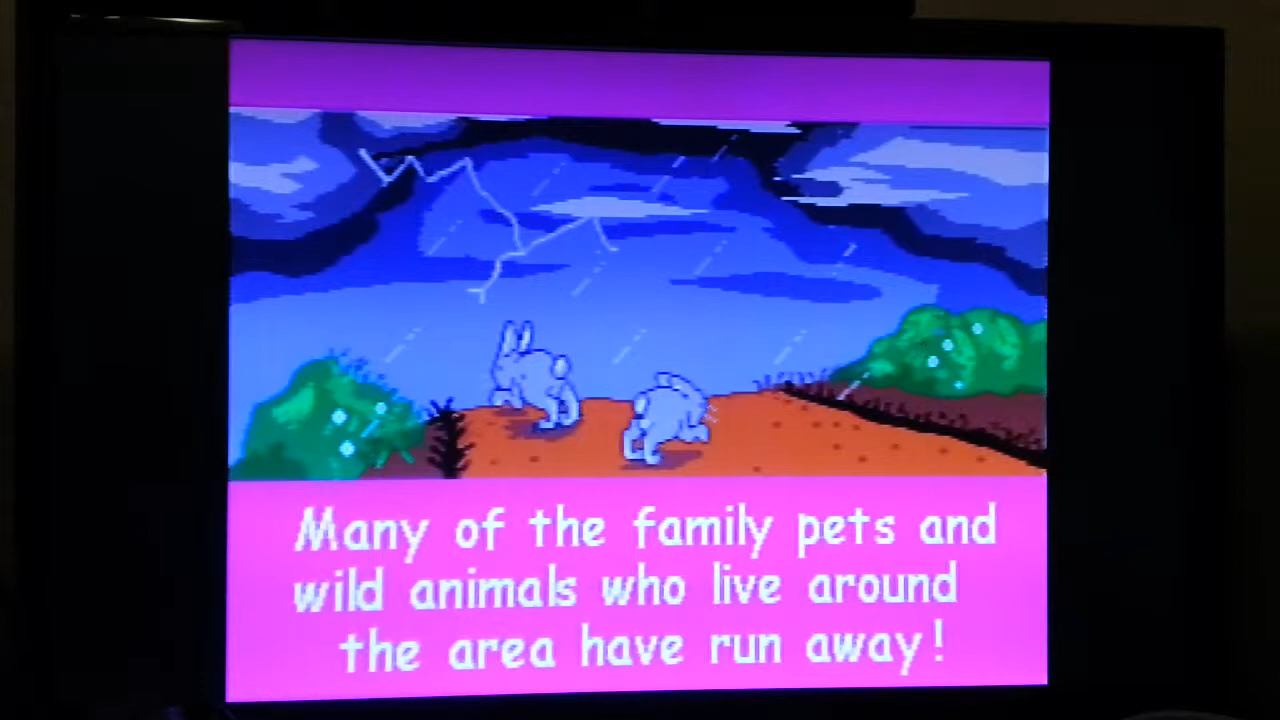 Many of the family pets and
wild animals who live around
the area have run away!